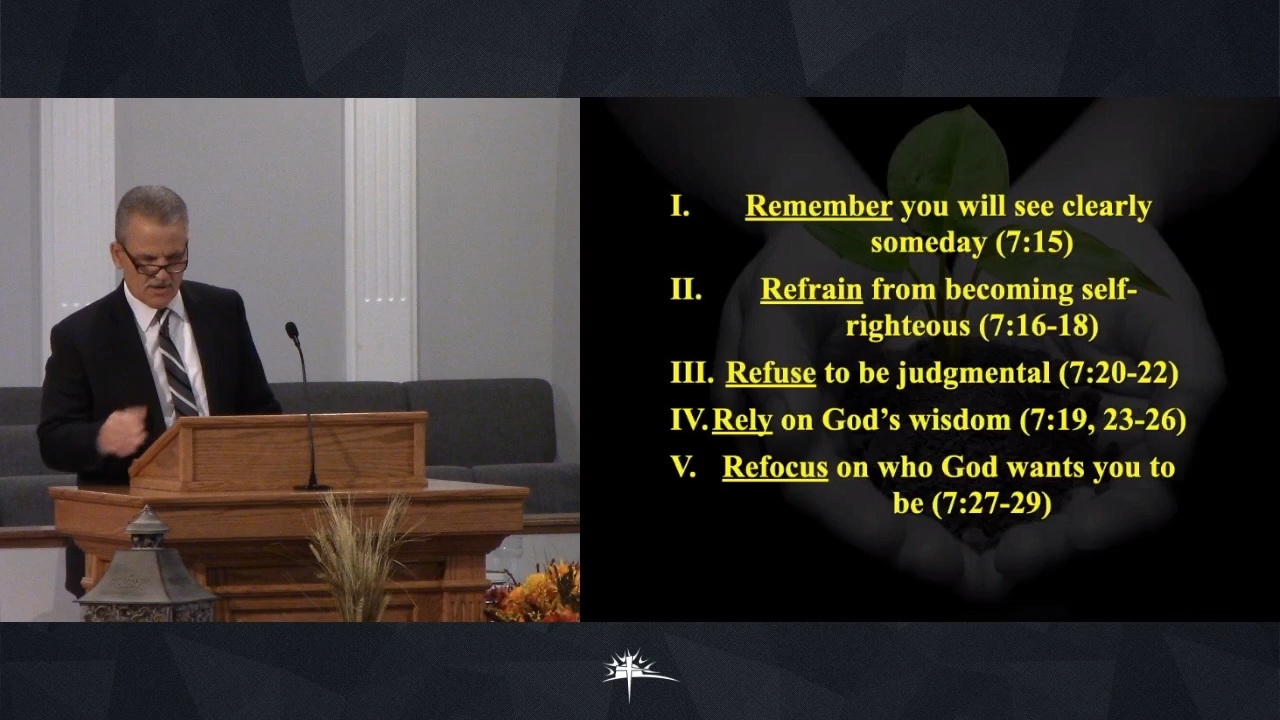 I. Remember you will see clearly
someday (7:15)
II. Refrain from becoming self-
righteous (7:16-18)
III. Refuse to be judgmental (7:20-22)
IV. Rely on God’s wisdom (7:19, 23-26)
V. Refocus on who God wants you to
be (7:27-29)